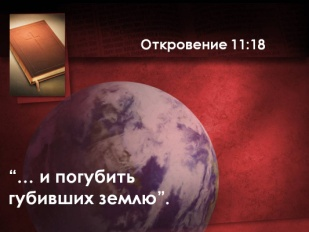 Откровение 11:18
“… и погубить
губивших землю”.